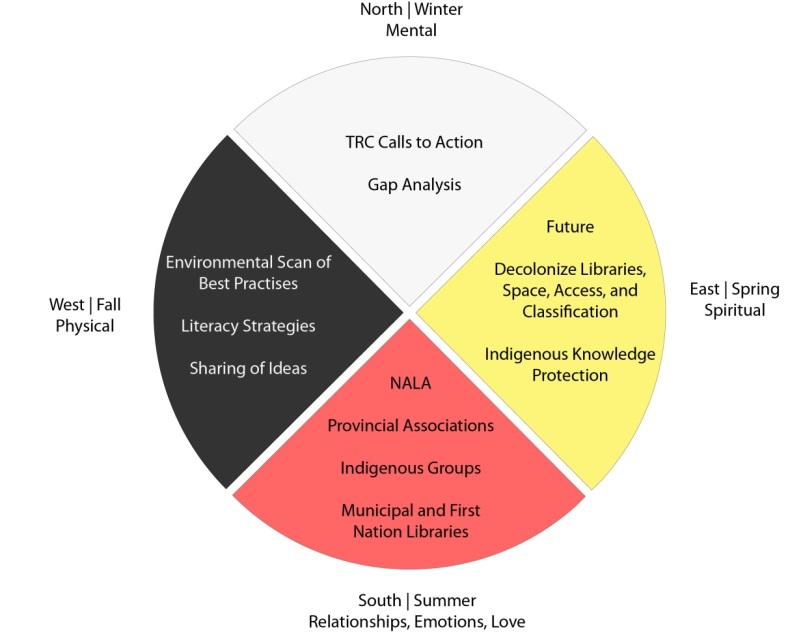 North | Winter
Mental
TRC Calls to Action
Gap Analysis
Future
Decolonize Libraries,
Space, Access, and
Classification
Indigenous Knowledge
Protection
East | Spring
Spiritual
West | Fall
Physical
Environmental Scan of
Best Practises
Literacy Strategies
Sharing of Ideas
NALA
Provincial Associations
Indigenous Groups
Municipal and First
Nation Libraries
South | Summer
Relationships, Emotions, Love